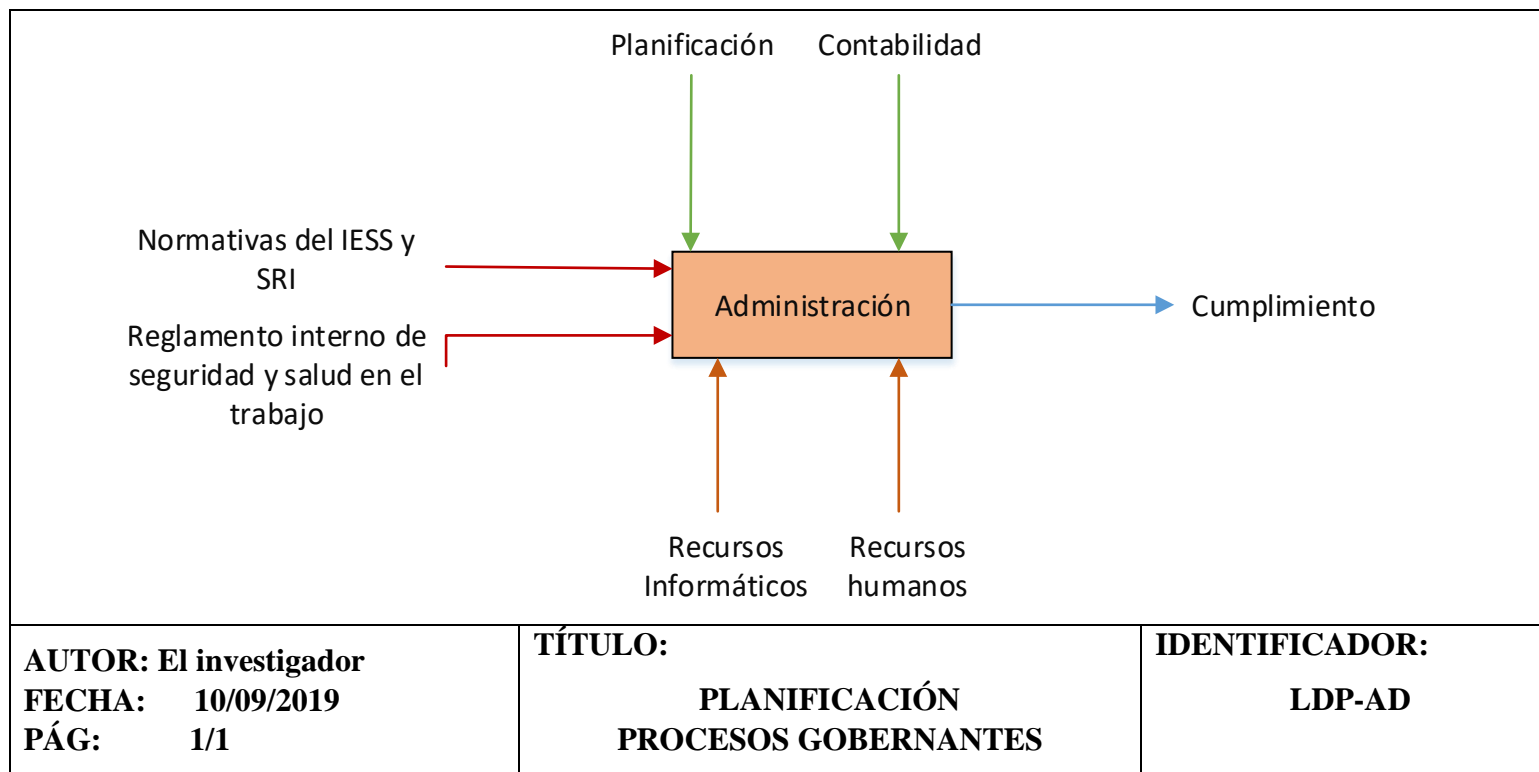 Planificación Contabilidad
Normativas del IESS y
SRI
Administración
Cumplimiento
Reglamento interno de
seguridad y salud en el
trabajo
Recursos
Informáticos
Recursos
humanos
AUTOR: El investigador
FECHA: 10/09/2019
PÁG: 1/1
TÍTULO:
PLANIFICACIÓN
PROCESOS GOBERNANTES
IDENTIFICADOR:
LDP-AD